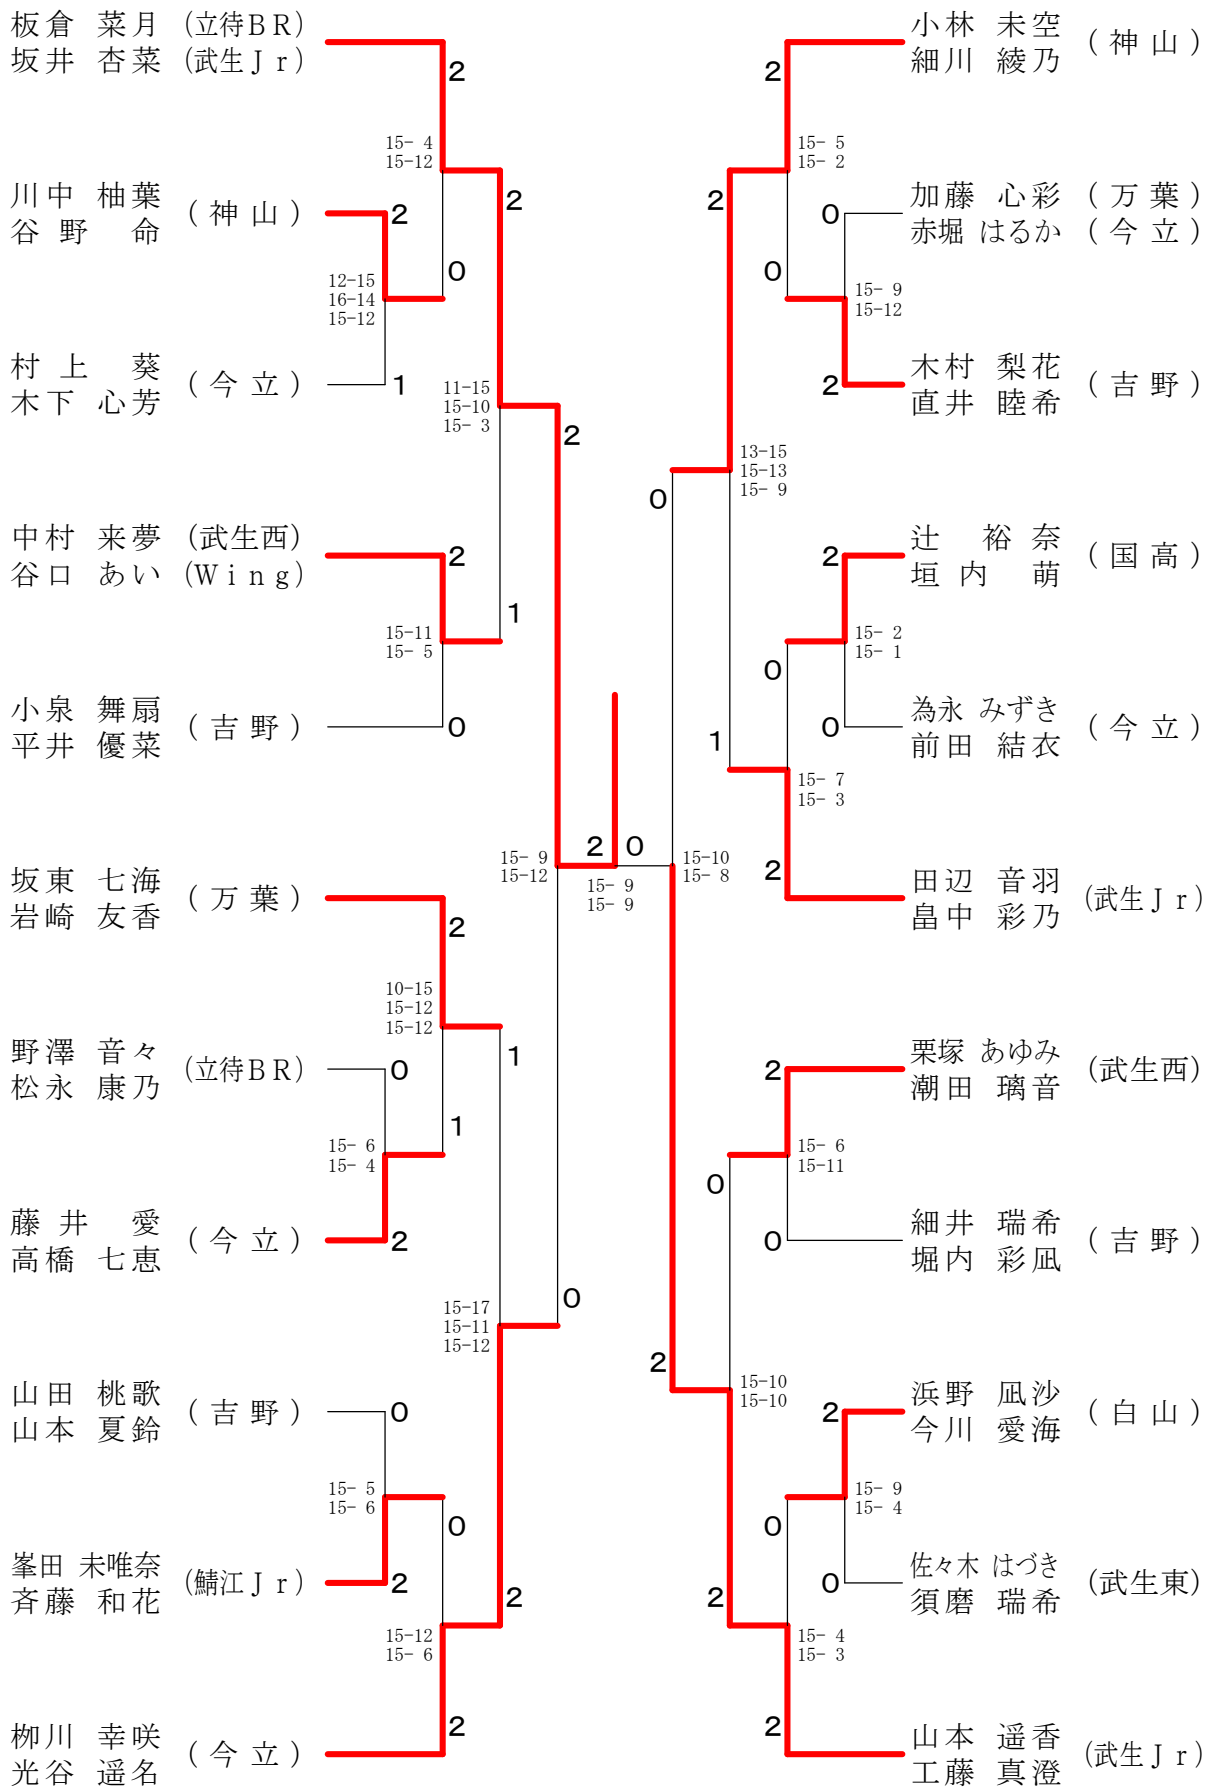 板倉 菜月 (立待ＢＲ)
坂井 杏菜 (武生Ｊｒ)
2
15- 4
15-12
川中 柚葉 (神山)
谷野 命
2
2
0
12-15
16-14
15-12
村上 葵 (今立)
木下 心芳
1
11-15
15-10
15- 3
2
中村 来夢 (武生西)
谷口 あい (Ｗｉｎｇ)
2
1
15-11
15- 5
小泉 舞扇 (吉野)
平井 優菜
0
坂東 七海 (万葉)
岩崎 友香
2
15- 9
15-12
10-15
15-12
15-12
野澤 音々 (立待ＢＲ)
松永 康乃
0
1
1
15- 6
15- 4
藤井 愛 (今立)
高橋 七恵
2
15-17
15-11
15-12
0
山田 桃歌 (吉野)
山本 夏鈴
0
15- 5
15- 6
0
峯田 未唯奈 (鯖江Ｊｒ)
斉藤 和花
2
2
15-12
15- 6
柳川 幸咲 (今立)
光谷 遥名
2
2 0
15- 9
15- 9
小林 未空 (神山)
細川 綾乃
2
15- 5
15- 2
加藤 心彩 (万葉)
赤堀 はるか (今立)
2
0
0
15- 9
15-12
木村 梨花 (吉野)
直井 睦希
2
13-15
15-13
15- 9
0
辻 裕奈 (国高)
垣内 萌
2
15- 2
15- 1
0
為永 みずき (今立)
前田 結衣
0
1
15- 7
15- 3
15-10
15- 8
田辺 音羽 (武生Ｊｒ)
畠中 彩乃
2
栗塚 あゆみ (武生西)
潮田 璃音
2
15- 6
15-11
0
細井 瑞希 (吉野)
堀内 彩凪
0
2
15-10
15-10
浜野 凪沙 (白山)
今川 愛海
2
15- 9
15- 4
0
佐々木 はづき (武生東)
須磨 瑞希
0
2
15- 4
15- 3
山本 遥香 (武生Ｊｒ)
工藤 真澄
2